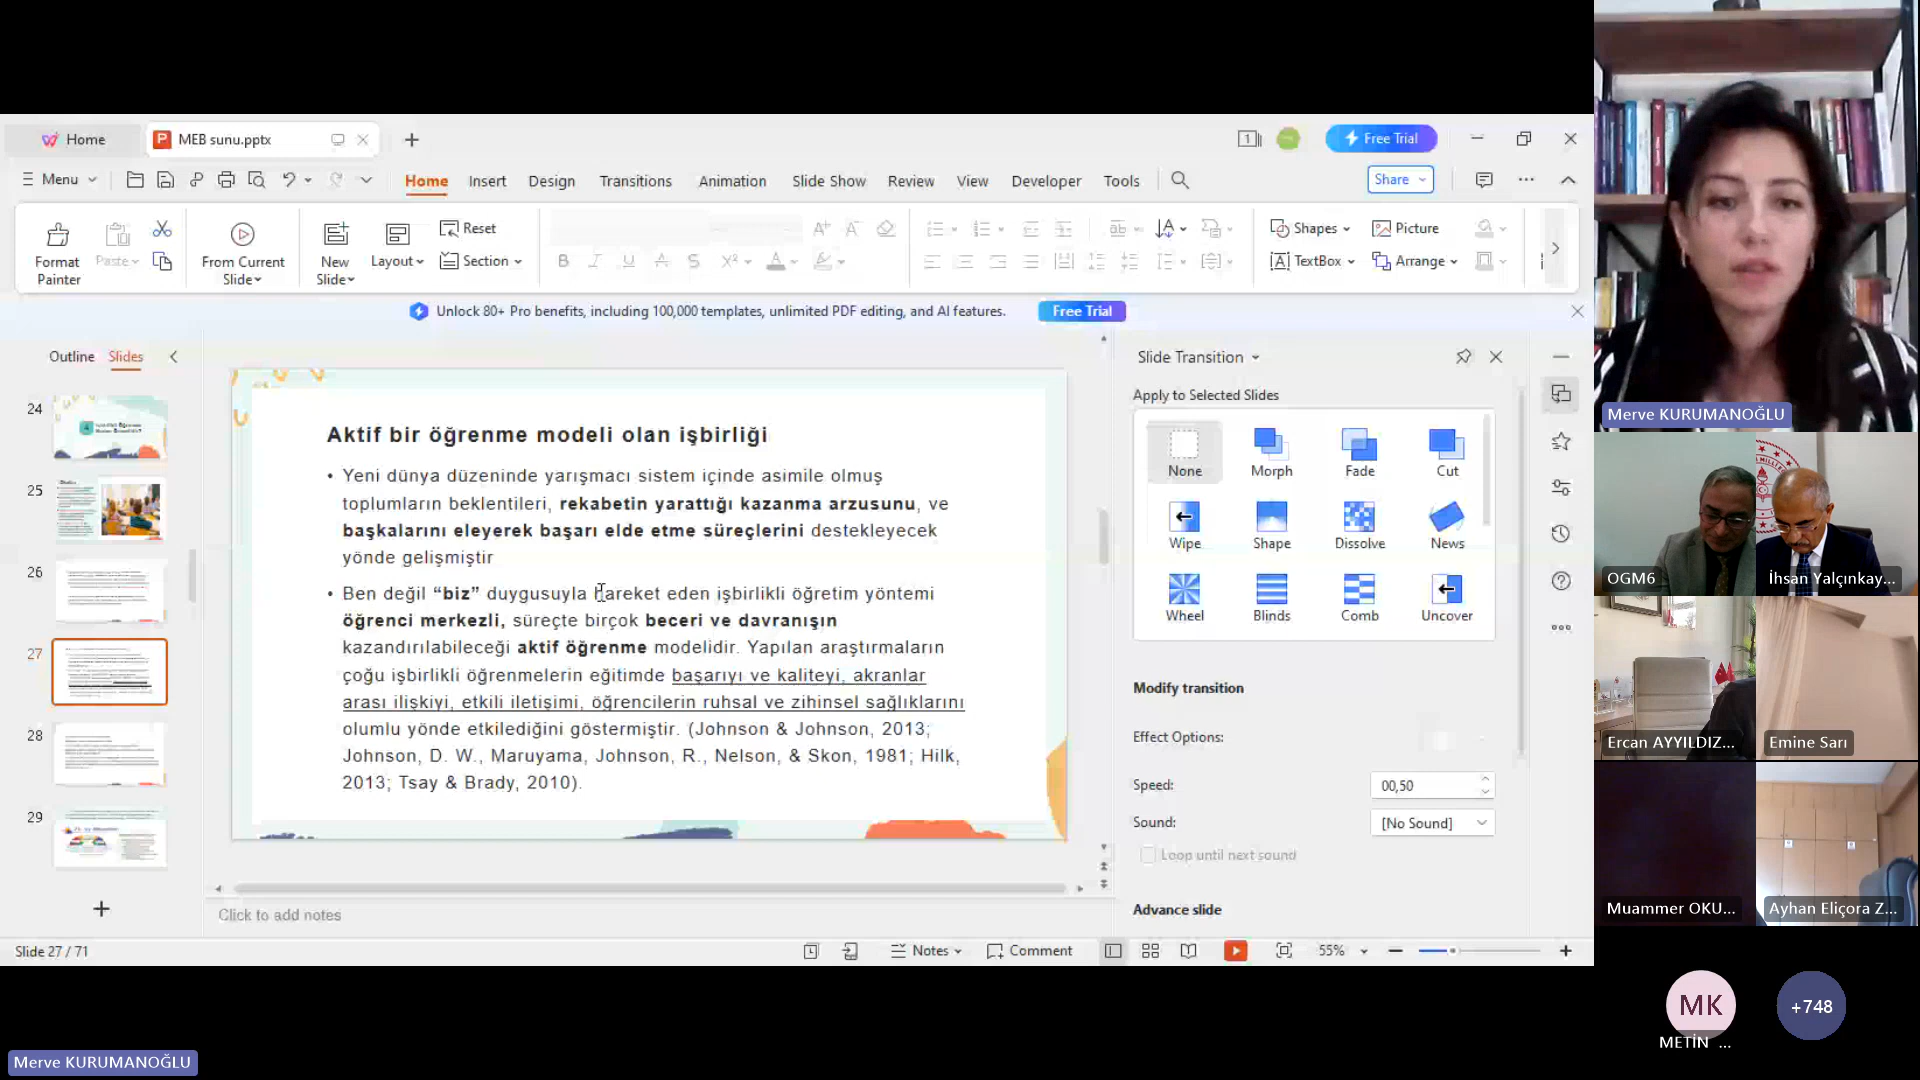 Home
MEB sunu.pptx
1
Free Trial
Menu
Home Insert Design Transitions Animation Slide Show Review View Developer Tools
Share
Format Painter
Paste
From Current Slide
New Slide
Layout
Reset
Section
B I U A S X² A
Shapes
Picture
TextBox
Arrange
Unlock 80+ Pro benefits, including 100,000 templates, unlimited PDF editing, and AI features.
Free Trial
Outline Slides
24
25
26
27
28
29
Aktif bir öğrenme modeli olan işbirliği
• Yeni dünya düzeninde yarışmacı sistem içinde asimile olmuş
toplumların beklentileri, rekabetin yarattığı kazanma arzusunu, ve
başkalarını eleyerek başarı elde etme süreçlerini destekleyecek
yönde gelişmiştir
• Ben değil “biz” duygusuyla hareket eden işbirlikli öğretim yöntemi
öğrenci merkezli, süreçte birçok beceri ve davranışın
kazandırılabileceği aktif öğrenme modelidir. Yapılan araştırmaların
çoğu işbirlikli öğrenmelerin eğitimde başarıyı ve kaliteyi, akranlar
arası ilişkiyi, etkili iletişimi, öğrencilerin ruhsal ve zihinsel sağlıklarını
olumlu yönde etkilediğini göstermiştir. (Johnson & Johnson, 2013;
Johnson, D. W., Maruyama, Johnson, R., Nelson, & Skon, 1981; Hilk,
2013; Tsay & Brady, 2010).
Click to add notes
Slide Transition
Apply to Selected Slides
None Morph Fade Cut
Wipe Shape Dissolve News
Wheel Blinds Comb Uncover
Modify transition
Effect Options:
Speed: 00,50
Sound: [No Sound]
Loop until next sound
Advance slide
Slide 27 / 71
Notes
Comment
55%
Merve KURUMANOĞLU
OGM6
İhsan Yalçınkay...
Ercan AYYILDIZ...
Emine Sarı
Muammer OKU...
Ayhan Eliçora Z...
MK
METİN ...
+748
Merve KURUMANOĞLU